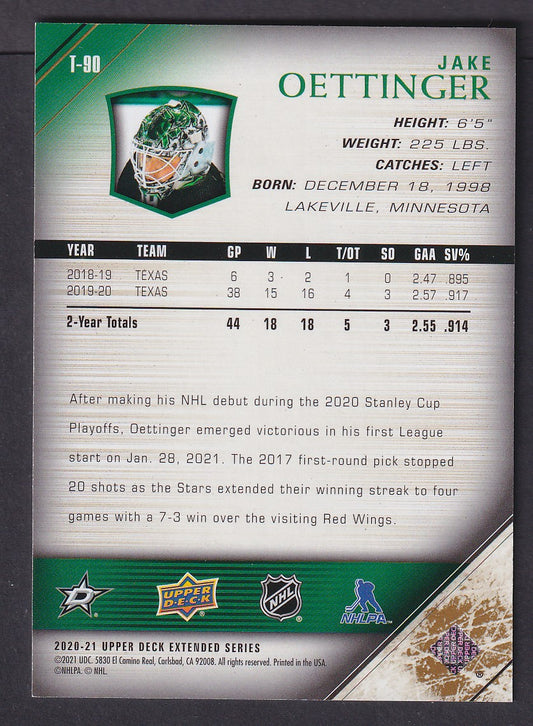 T-90
JAKE
OETTINGER
HEIGHT: 6'5"
WEIGHT: 225 LBS.
CATCHES: LEFT
BORN: DECEMBER 18, 1998
LAKEVILLE, MINNESOTA
YEAR TEAM GP W L T/OT SO GAA SV%
2018-19 TEXAS 6 3 2 1 0 2.47 .895
2019-20 TEXAS 38 15 16 4 3 2.57 .917
2-Year Totals 44 18 18 5 3 2.55 .914
After making his NHL debut during the 2020 Stanley Cup
Playoffs, Oettinger emerged victorious in his first League
start on Jan. 28, 2021. The 2017 first-round pick stopped
20 shots as the Stars extended their winning streak to four
games with a 7-3 win over the visiting Red Wings.
D
UPPER
DECK
NHL
NHLPA
2020-21 UPPER DECK EXTENDED SERIES
©2021 UDC. 5830 El Camino Real, Carlsbad, CA 92008. All rights reserved. Printed in the USA.
©NHLPA. © NHL.
®